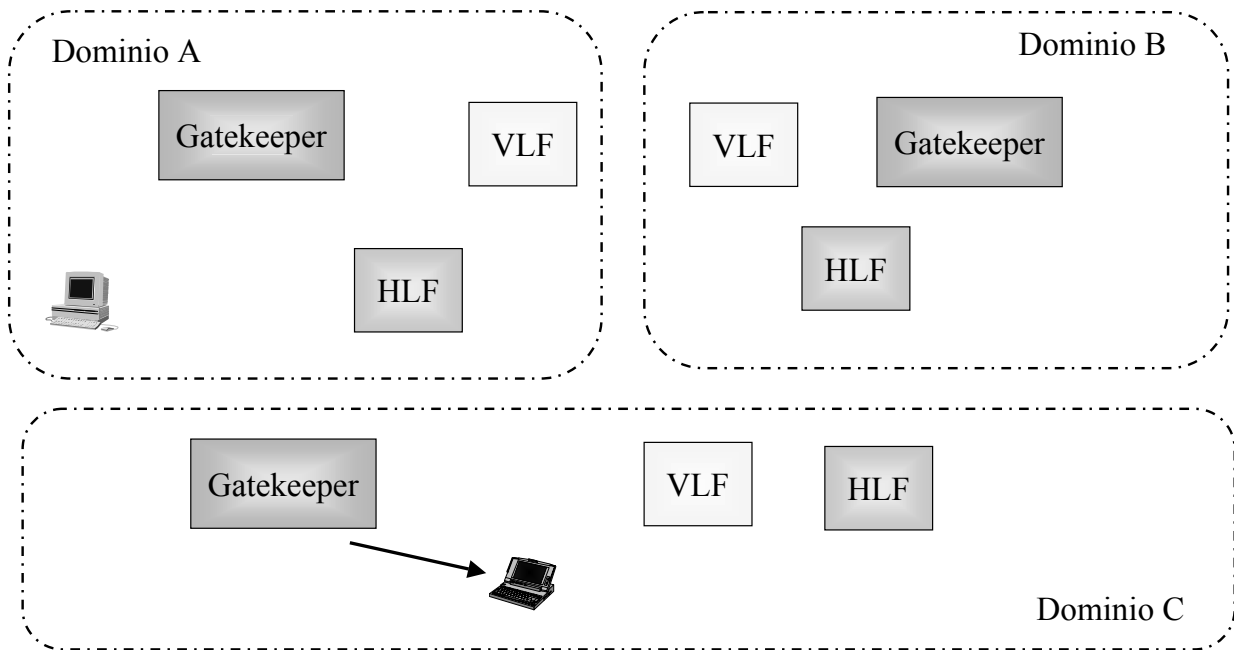 Dominio A
Gatekeeper
VLF
HLF
Dominio B
VLF
Gatekeeper
HLF
Gatekeeper
VLF
HLF
Dominio C